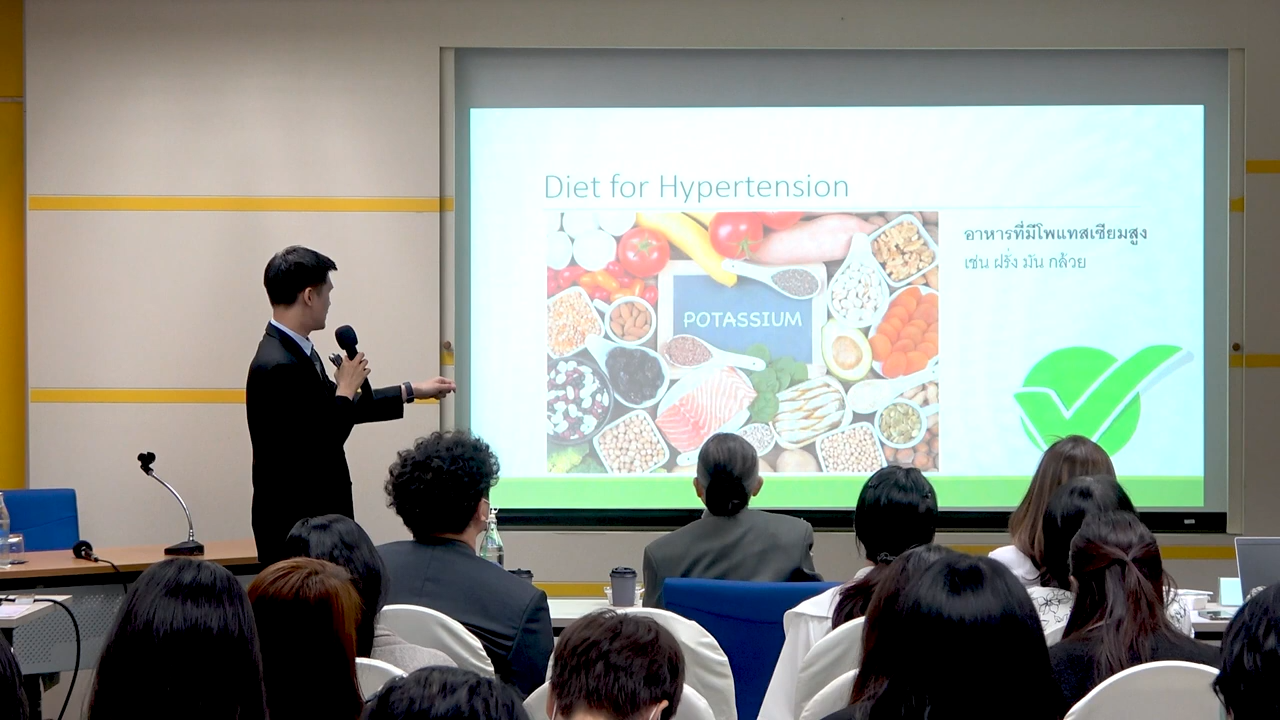 Diet for Hypertension
อาหารที่มีโพแทสเซียมสูง
เช่น ฝรั่ง มัน กล้วย
POTASSIUM